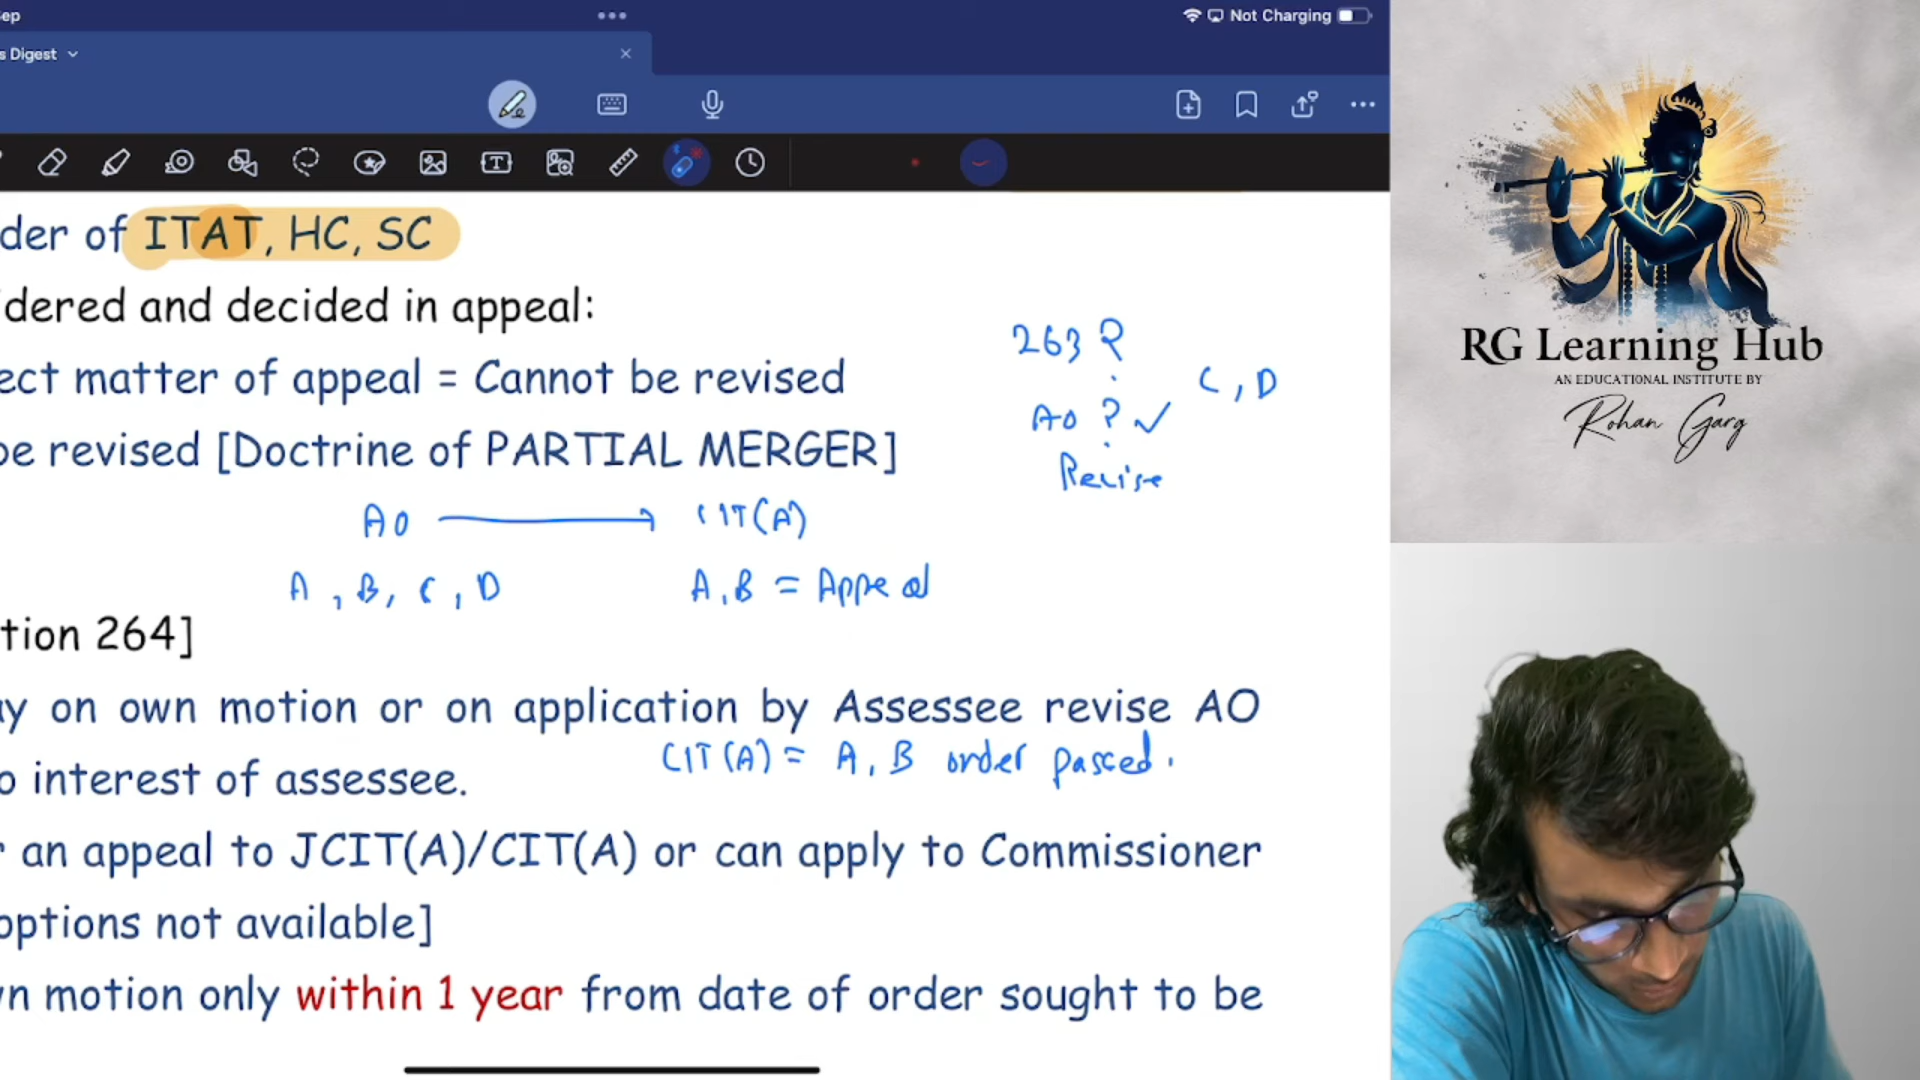 Sep
Not Charging
s Digest
der of ITAT, HC, SC
dered and decided in appeal:
ect matter of appeal = Cannot be revised
be revised [Doctrine of PARTIAL MERGER]
263 ?
AO ? ✓ C, D
Revise
AO → CIT(A)
A, B, C, D A, B = Appeal
tion 264]
ay on own motion or on application by Assessee revise AO
CIT(A) = A, B order passed.
o interest of assessee.
r an appeal to JCIT(A)/CIT(A) or can apply to Commissioner
options not available]
n motion only within 1 year from date of order sought to be
RG Learning Hub
AN EDUCATIONAL INSTITUTE BY
Rohan Garg